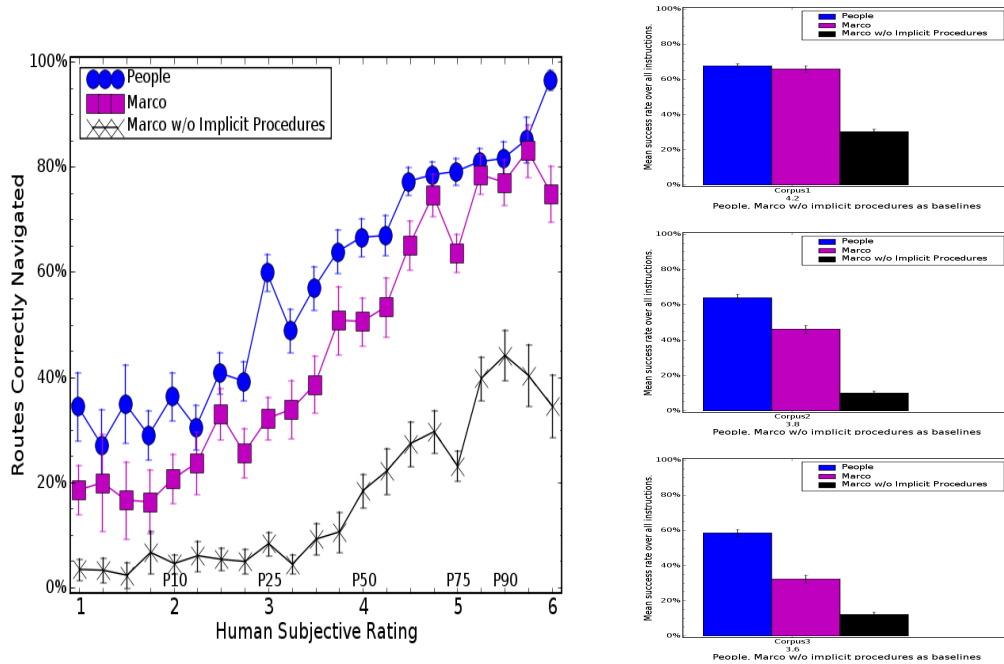 Routes Correctly Navigated
100%
80%
60%
40%
20%
0%
People
Marco
Marco w/o Implicit Procedures
P10 P25 P50 P75 P90
1 2 3 4 5 6
Human Subjective Rating
Mean success rate over all instructions.
100%
80%
60%
40%
20%
0%
People
Marco
Marco w/o Implicit Procedures
Corpus1
4.2
People, Marco w/o implicit procedures as baselines
Mean success rate over all instructions.
100%
80%
60%
40%
20%
0%
People
Marco
Marco w/o Implicit Procedures
Corpus2
3.8
People, Marco w/o implicit procedures as baselines
Mean success rate over all instructions.
100%
80%
60%
40%
20%
0%
People
Marco
Marco w/o Implicit Procedures
Corpus3
3.6
People, Marco w/o implicit procedures as baselines